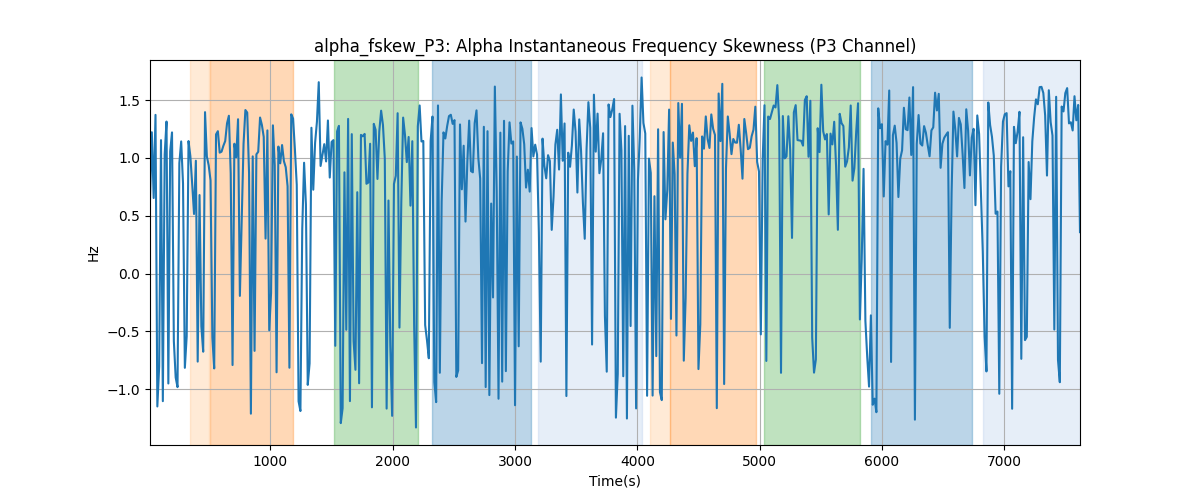 alpha_fskew_P3: Alpha Instantaneous Frequency Skewness (P3 Channel)
1.5
1.0
0.5
0.0
−0.5
−1.0
Hz
1000 2000 3000 4000 5000 6000 7000
Time(s)